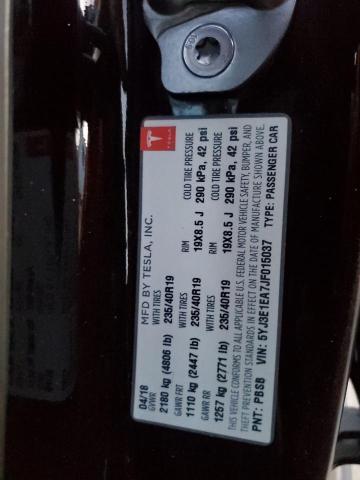 TESLA
MFD BY TESLA, INC.
04/18
GVWR WITH TIRES RIM COLD TIRE PRESSURE
2180 kg (4806 lb) 235/40R19 19X8.5 J 290 kPa, 42 psi
GAWR FRT WITH TIRES RIM COLD TIRE PRESSURE
1110 kg (2447 lb) 235/40R19 19X8.5 J 290 kPa, 42 psi
GAWR RR
1257 kg (2771 lb) 235/40R19
THIS VEHICLE CONFORMS TO ALL APPLICABLE U.S. FEDERAL MOTOR VEHICLE SAFETY, BUMPER, AND
THEFT PREVENTION STANDARDS IN EFFECT ON THE DATE OF MANUFACTURE SHOWN ABOVE.
PNT: PBSB VIN: 5YJ3E1EA7JF015037 TYPE: PASSENGER CAR